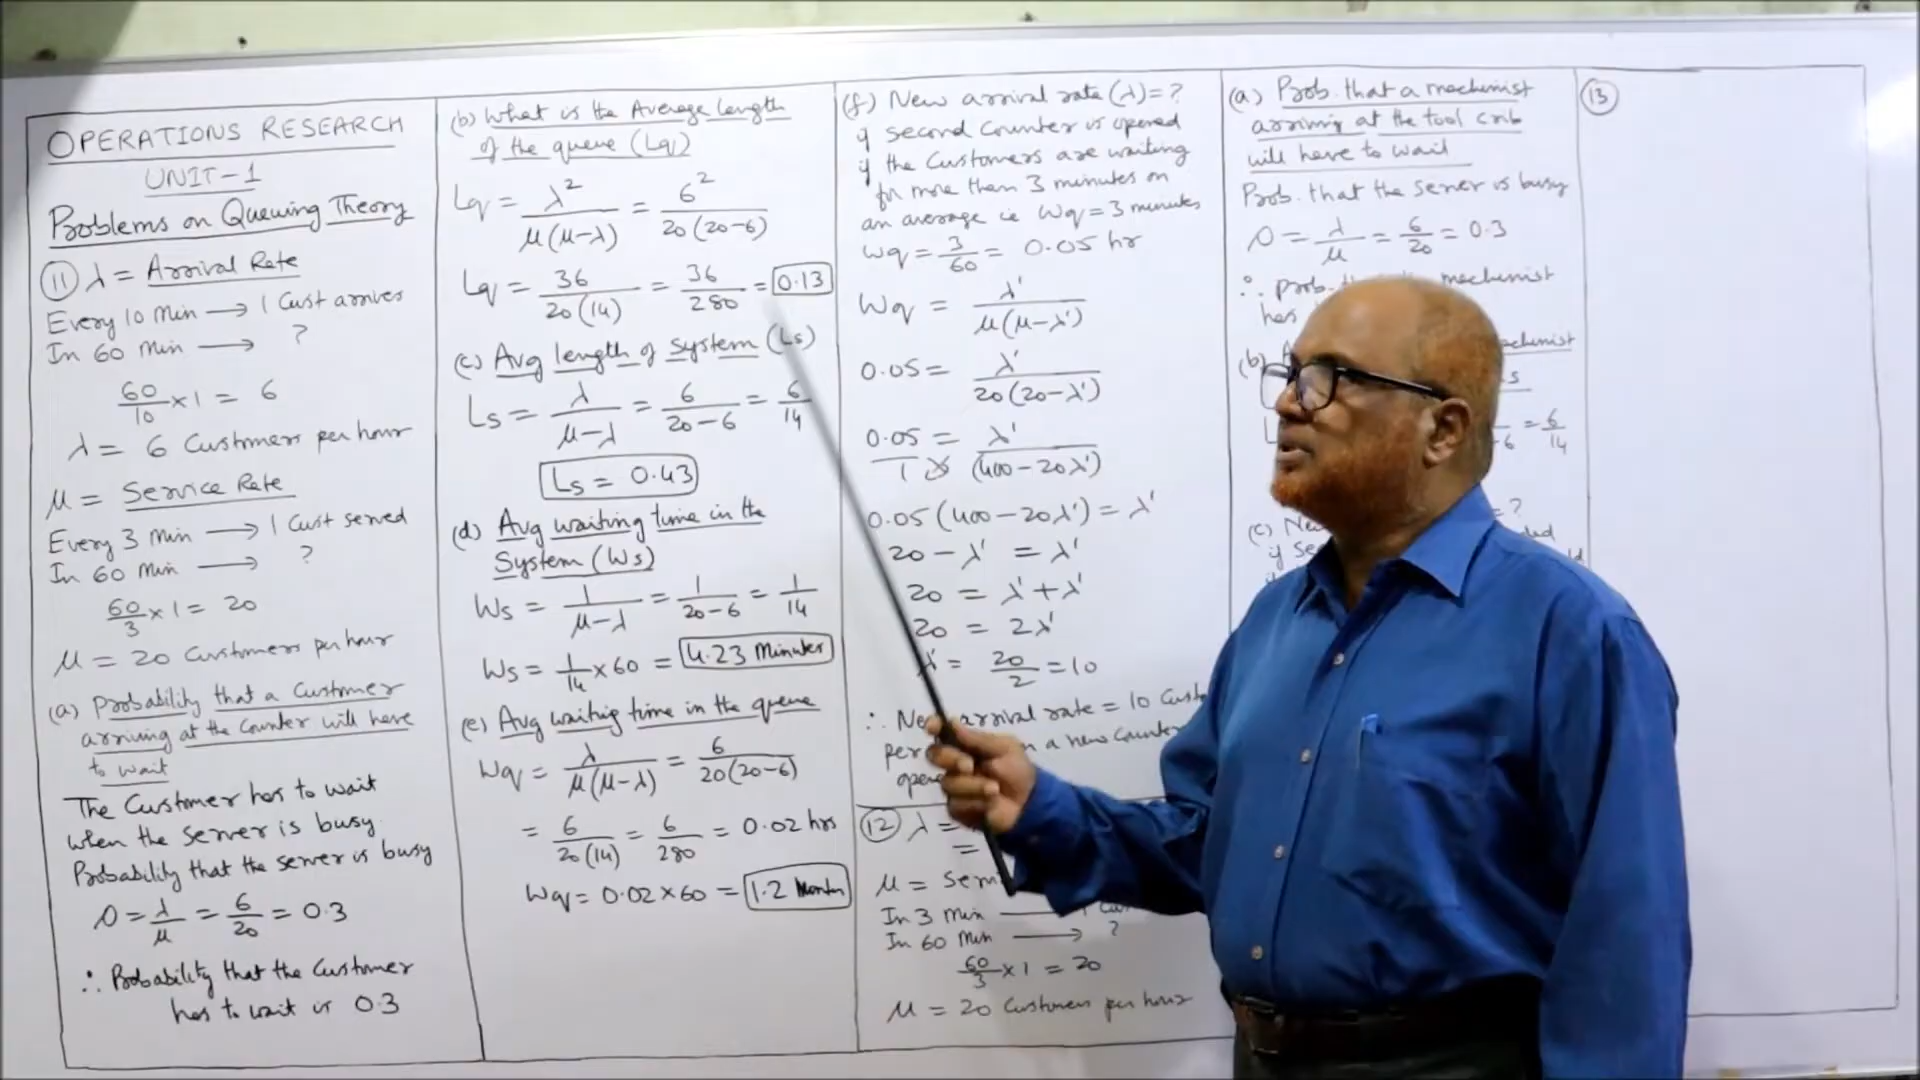 OPERATIONS RESEARCH
UNIT-1
Problems on Queuing Theory
(11) λ = Arrival Rate
Every 10 Min → 1 Cust arrives
In 60 Min → ?
60/10 × 1 = 6
λ = 6 Customers per hour
μ = Service Rate
Every 3 Min → 1 Cust served
In 60 Min → ?
60/3 × 1 = 20
μ = 20 Customers per hour
(a) Probability that a Customer
arriving at the Counter will have
to wait
The Customer has to wait
when the server is busy.
Probability that the server is busy
ρ = λ/μ = 6/20 = 0.3
∴ Probability that the Customer
has to wait is 0.3
(b) What is the Average length
of the queue (Lq)
Lq = λ²/μ(μ-λ) = 6²/20(20-6)
Lq = 36/20(14) = 36/280 = 0.13
(c) Avg length of system (Ls)
Ls = λ/μ-λ = 6/20-6 = 6/14
Ls = 0.43
(d) Avg waiting time in the
System (Ws)
Ws = 1/μ-λ = 1/20-6 = 1/14
Ws = 1/14 × 60 = 4.23 Minutes
(e) Avg waiting time in the queue
Wq = λ/μ(μ-λ) = 6/20(20-6)
= 6/20(14) = 6/280 = 0.02 hrs
Wq = 0.02 × 60 = 1.2
(f) New arrival rate (λ) = ?
if second Counter is opened
if the Customers are waiting
for more than 3 minutes on
an average ie Wq = 3 minutes
Wq = 3/60 = 0.05 hr
Wq = λ'/μ(μ-λ')
0.05 = λ'/20(20-λ')
0.05/1 = λ'/(400-20λ')
0.05(400-20λ') = λ'
20 - λ' = λ'
20 = λ' + λ'
20 = 2λ'
λ' = 20/2 = 10
∴ New arrival rate = 10
per a new Counter
(12) λ =
=
μ =
In 3 Min 1
In 60 Min → ?
60/3 × 1 = 20
μ = 20 Customers per hour
(a) Prob. that a mechinist
arriving at the tool crib
will have to wait
Prob. that the server is busy
ρ = λ/μ = 6/20 = 0.3
∴ prob. mechinist
has
(b)
= 6/14
(c) = ?
if
(13)